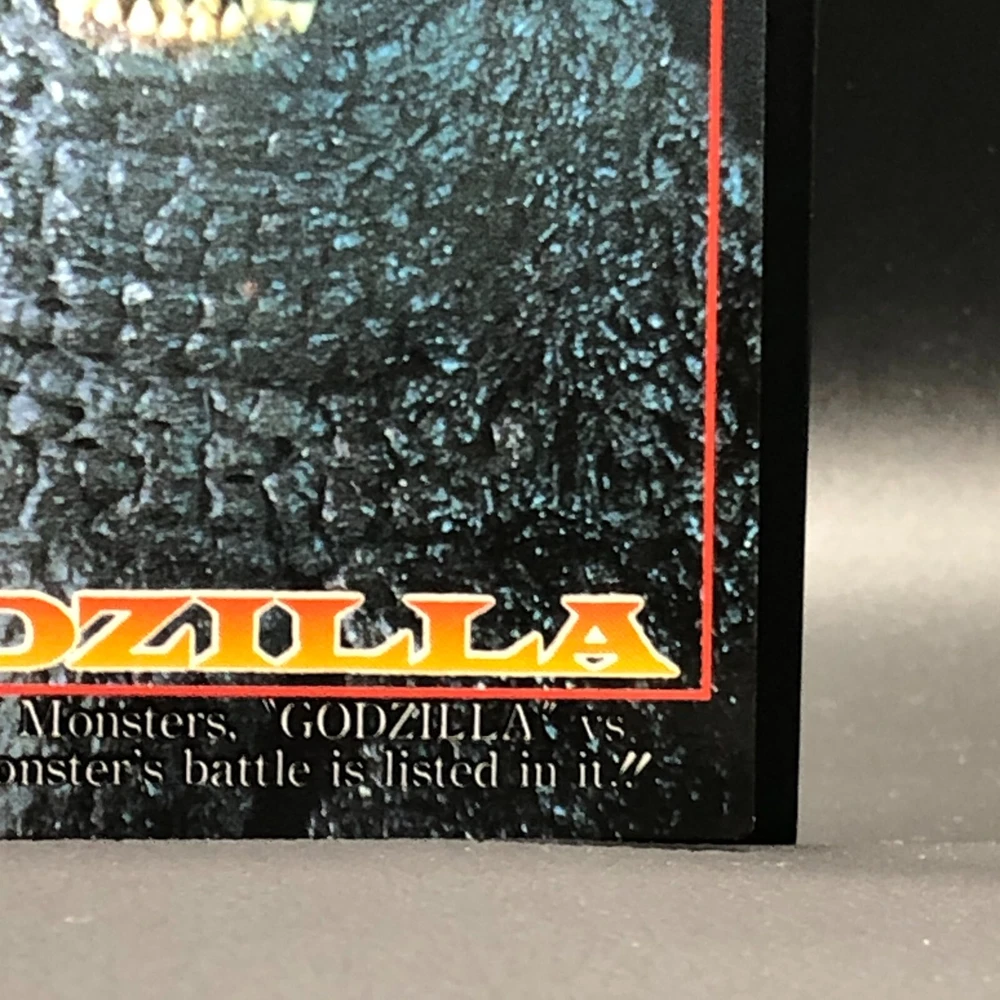 DZILLA
Monsters, "GODZILLA" vs.
onster's battle is listed in it!!